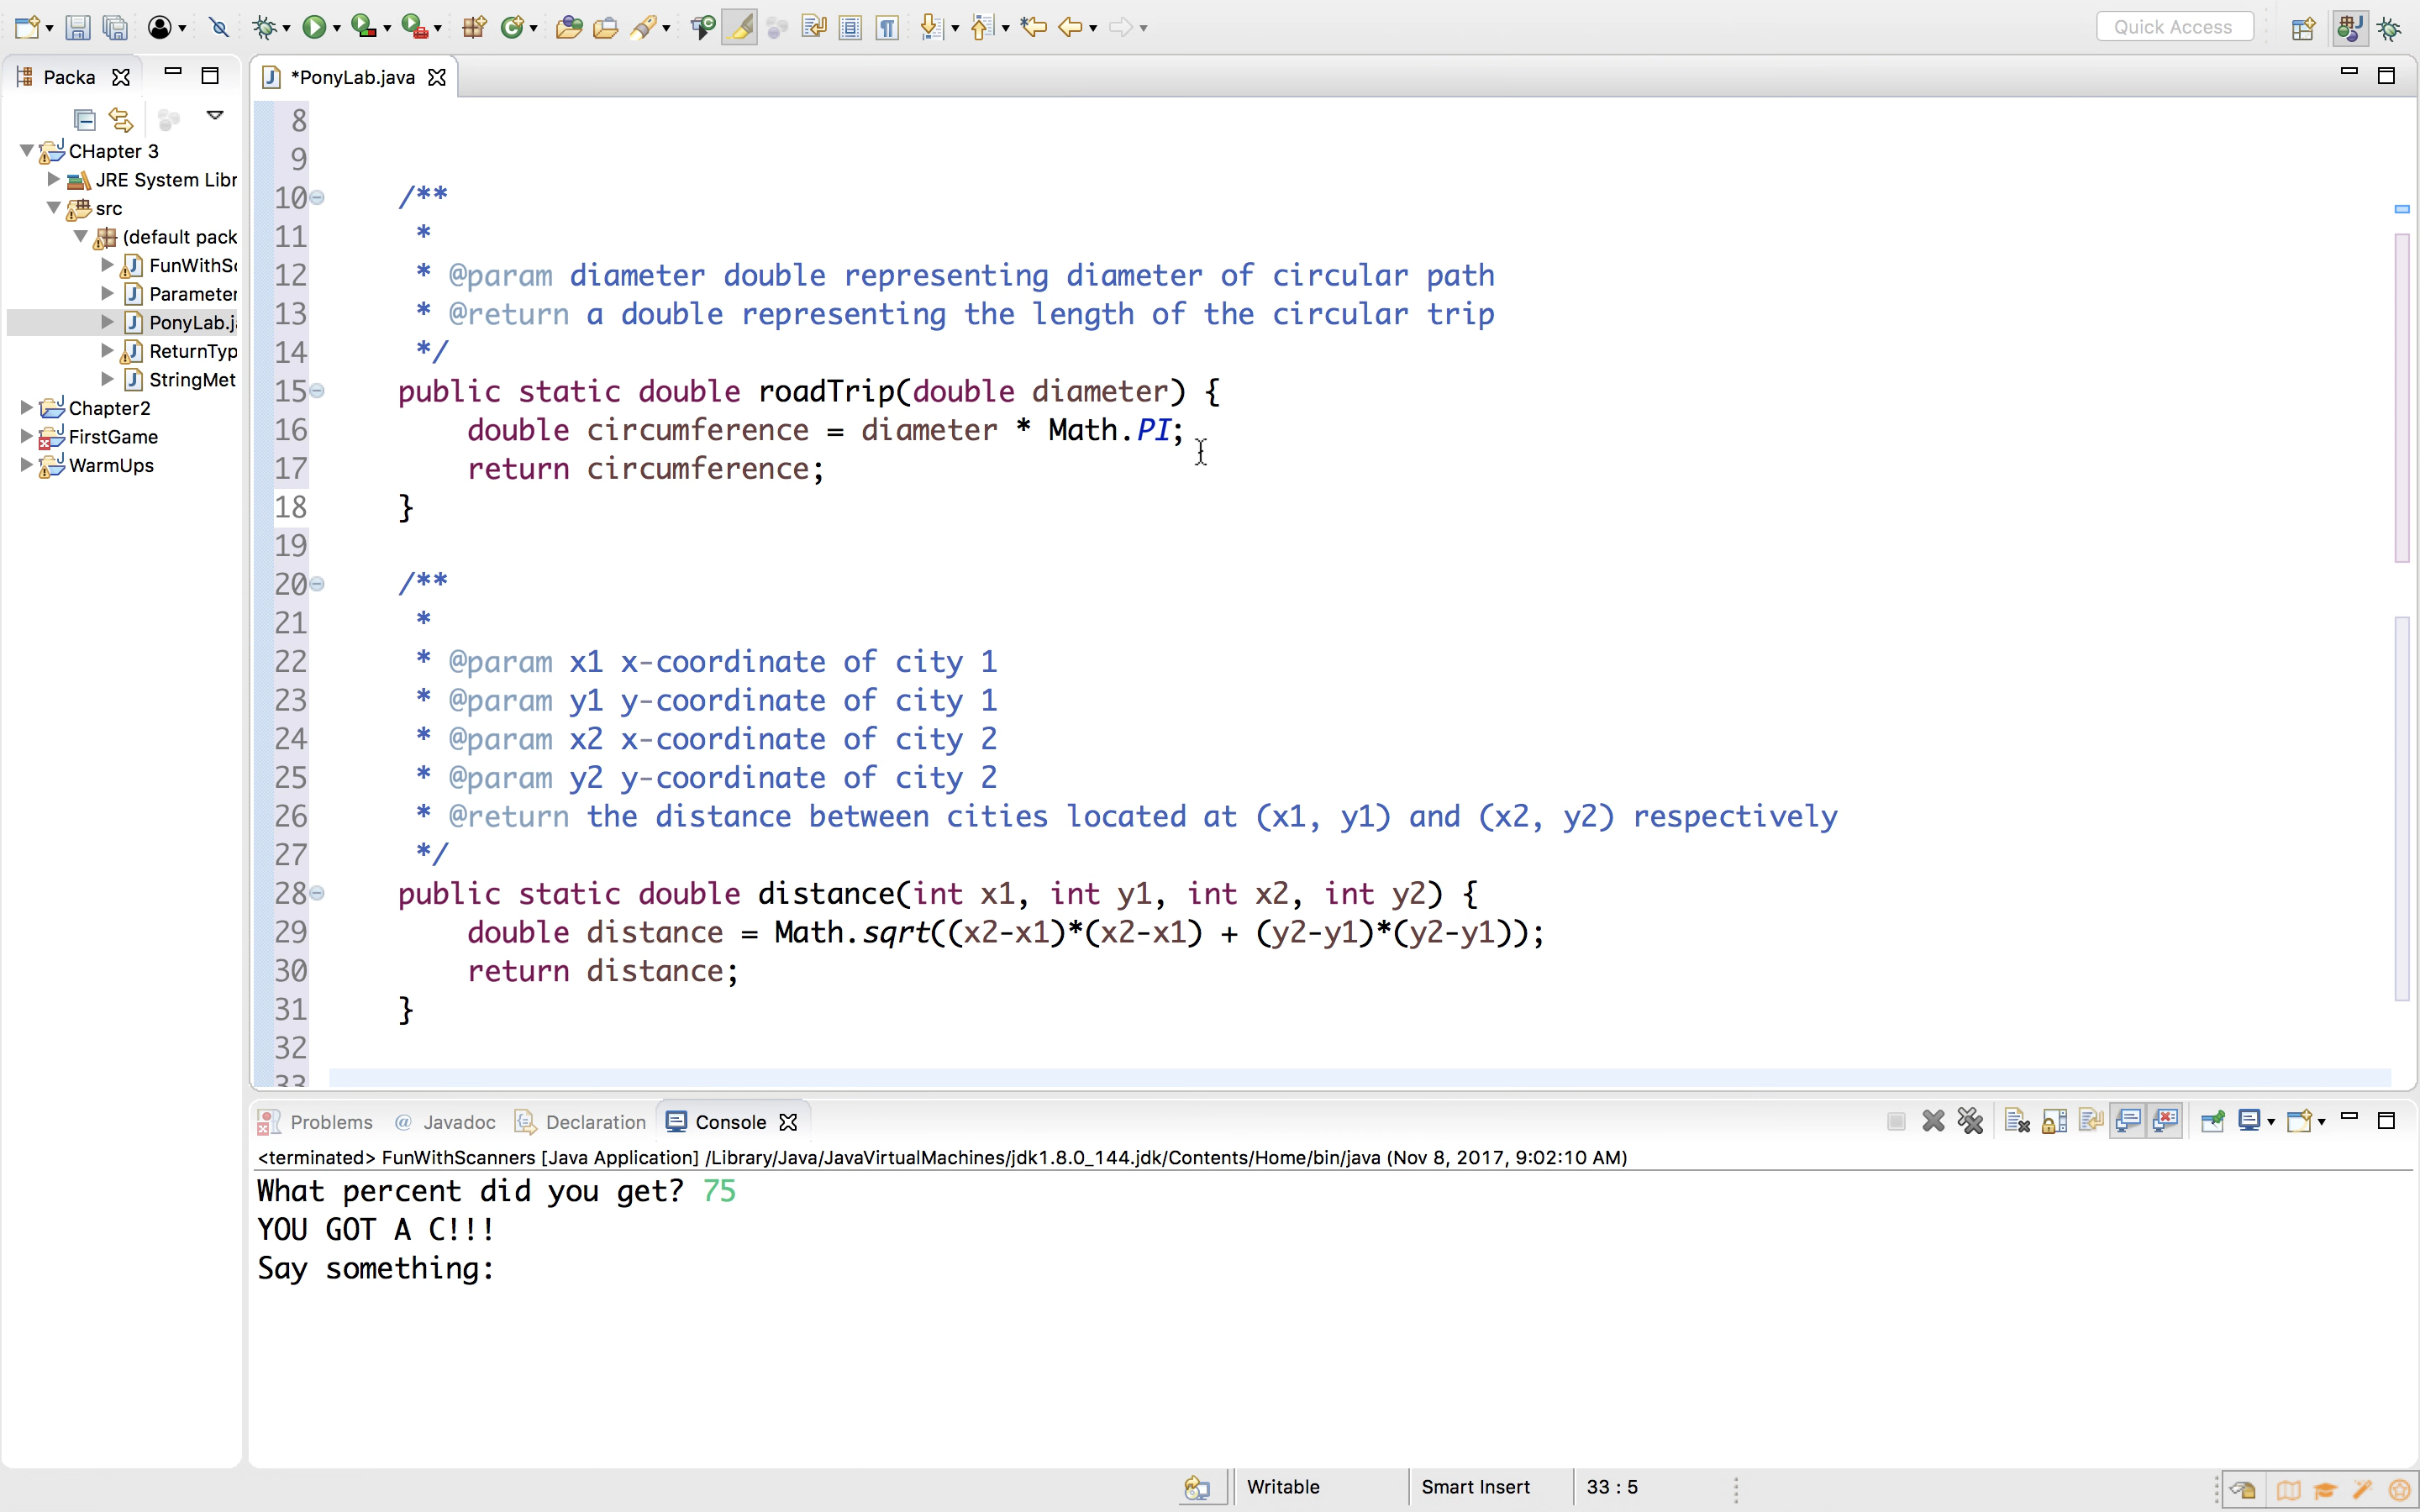 Quick Access
Packa
*PonyLab.java
CHapter 3
JRE System Libr
src
(default pack
FunWithSc
Parameter
PonyLab.ja
ReturnTyp
StringMet
Chapter2
FirstGame
WarmUps
8
9
10 /**
11 *
12 * @param diameter double representing diameter of circular path
13 * @return a double representing the length of the circular trip
14 */
15 public static double roadTrip(double diameter) {
16 double circumference = diameter * Math.PI;
17 return circumference;
18 }
19
20 /**
21 *
22 * @param x1 x-coordinate of city 1
23 * @param y1 y-coordinate of city 1
24 * @param x2 x-coordinate of city 2
25 * @param y2 y-coordinate of city 2
26 * @return the distance between cities located at (x1, y1) and (x2, y2) respectively
27 */
28 public static double distance(int x1, int y1, int x2, int y2) {
29 double distance = Math.sqrt((x2-x1)*(x2-x1) + (y2-y1)*(y2-y1));
30 return distance;
31 }
32
33
Problems @ Javadoc Declaration Console
<terminated> FunWithScanners [Java Application] /Library/Java/JavaVirtualMachines/jdk1.8.0_144.jdk/Contents/Home/bin/java (Nov 8, 2017, 9:02:10 AM)
What percent did you get? 75
YOU GOT A C!!!
Say something:
Writable Smart Insert 33 : 5